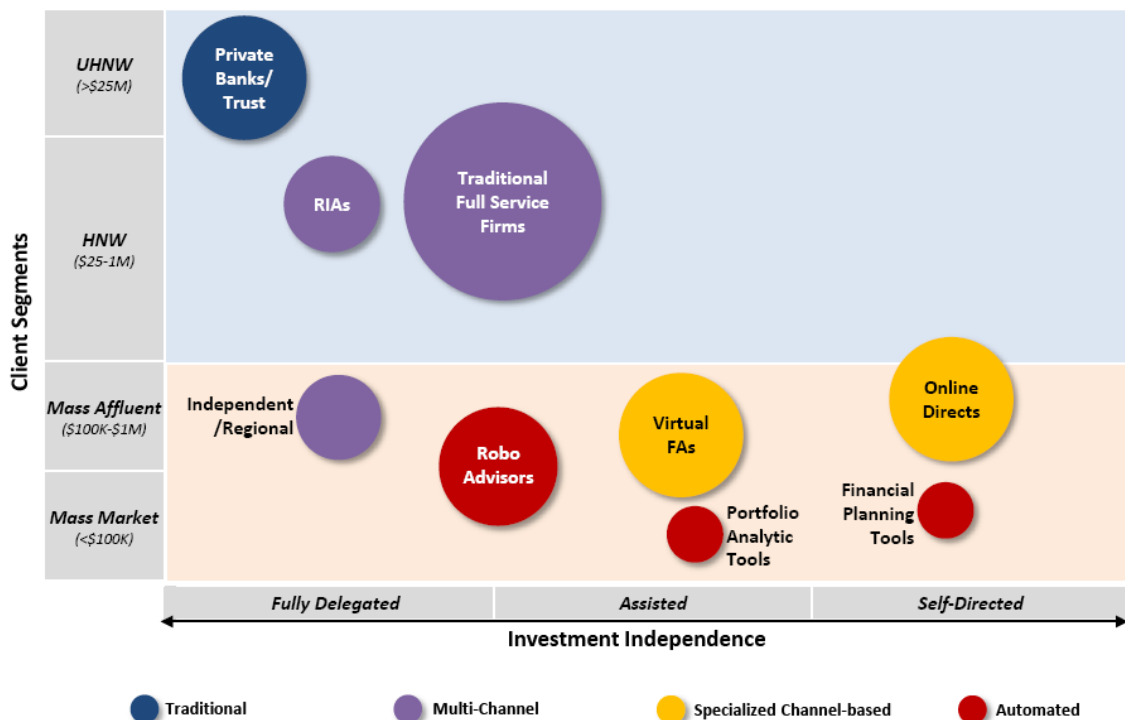 Client Segments
UHNW
(>$25M)
HNW
($25-1M)
Mass Affluent
($100K-$1M)
Mass Market
(<$100K)
Private
Banks/
Trust
RIAs
Traditional
Full Service
Firms
Independent
/Regional
Robo
Advisors
Virtual
FAs
Online
Directs
Portfolio
Analytic
Tools
Financial
Planning
Tools
Fully Delegated
Assisted
Self-Directed
Investment Independence
Traditional
Multi-Channel
Specialized Channel-based
Automated